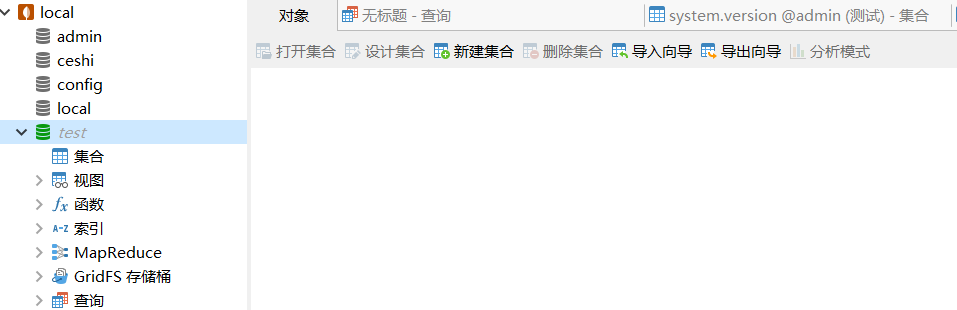 local
admin
ceshi
config
local
test
集合
视图
fx 函数
A-Z 索引
MapReduce
GridFS 存储桶
查询
对象 无标题 - 查询 system.version @admin (测试) - 集合
打开集合 设计集合 新建集合 删除集合 导入向导 导出向导 分析模式